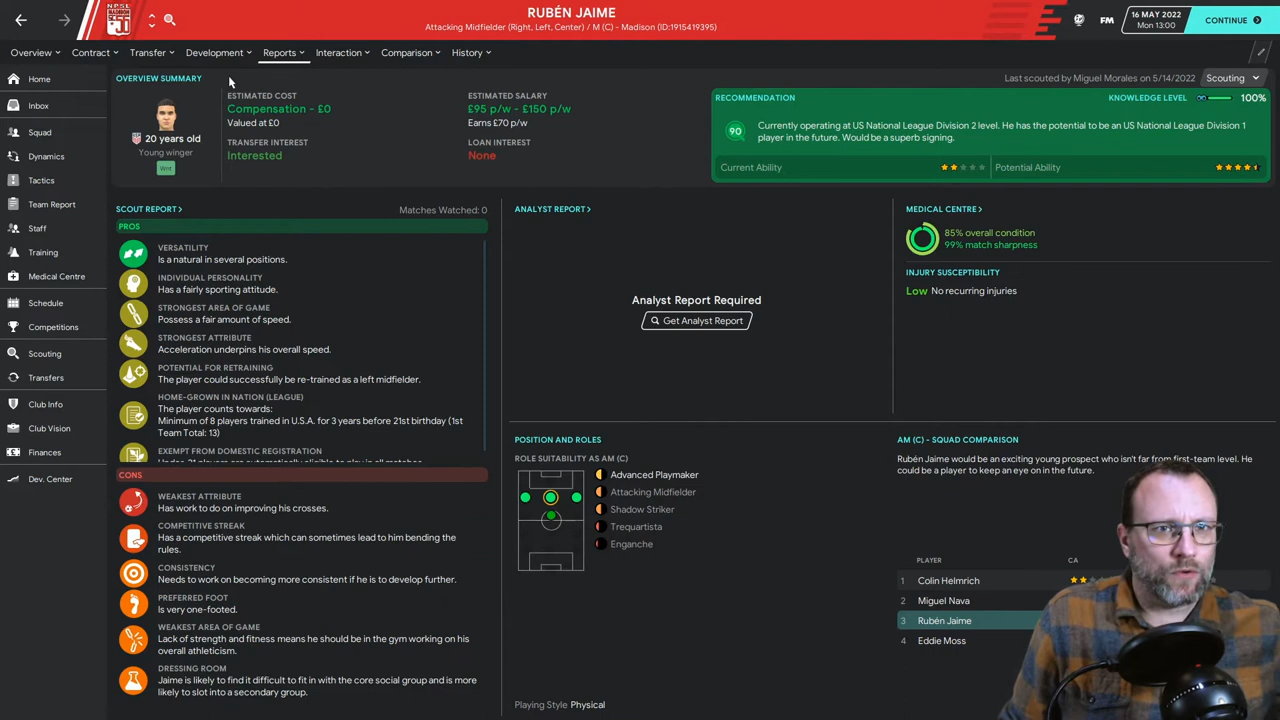 NPSL
RUBÉN JAIME
Attacking Midfielder (Right, Left, Center) / M (C) - Madison (ID:1915419395)
FM
16 MAY 2022
MON 13:00
CONTINUE
Overview
Contract
Transfer
Development
Reports
Interaction
Comparison
History
Home
Inbox
Squad
Dynamics
Tactics
Team Report
Staff
Training
Medical Centre
Schedule
Competitions
Scouting
Transfers
Club Info
Club Vision
Finances
Dev. Center
OVERVIEW SUMMARY
Last scouted by Miguel Morales on 5/14/2022
Scouting
20 years old
Young winger
Wnt
ESTIMATED COST
Compensation - £0
Valued at £0
TRANSFER INTEREST
Interested
ESTIMATED SALARY
£95 p/w - £150 p/w
Earns £70 p/w
LOAN INTEREST
None
RECOMMENDATION
KNOWLEDGE LEVEL
100%
90
Currently operating at US National League Division 2 level. He has the potential to be an US National League Division 1
player in the future. Would be a superb signing.
Current Ability
Potential Ability
SCOUT REPORT >
Matches Watched: 0
PROS
VERSATILITY
Is a natural in several positions.
INDIVIDUAL PERSONALITY
Has a fairly sporting attitude.
STRONGEST AREA OF GAME
Possess a fair amount of speed.
STRONGEST ATTRIBUTE
Acceleration underpins his overall speed.
POTENTIAL FOR RETRAINING
The player could successfully be re-trained as a left midfielder.
HOME-GROWN IN NATION (LEAGUE)
The player counts towards:
Minimum of 8 players trained in U.S.A. for 3 years before 21st birthday (1st
Team Total: 13)
EXEMPT FROM DOMESTIC REGISTRATION
CONS
WEAKEST ATTRIBUTE
Has work to do on improving his crosses.
COMPETITIVE STREAK
Has a competitive streak which can sometimes lead to him bending the
rules.
CONSISTENCY
Needs to work on becoming more consistent if he is to develop further.
PREFERRED FOOT
Is very one-footed.
WEAKEST AREA OF GAME
Lack of strength and fitness means he should be in the gym working on his
overall athleticism.
DRESSING ROOM
Jaime is likely to find it difficult to fit in with the core social group and is more
likely to slot into a secondary group.
ANALYST REPORT >
Analyst Report Required
Get Analyst Report
MEDICAL CENTRE >
85% overall condition
99% match sharpness
INJURY SUSCEPTIBILITY
Low No recurring injuries
POSITION AND ROLES
ROLE SUITABILITY AS AM (C)
Advanced Playmaker
Attacking Midfielder
Shadow Striker
Trequartista
Enganche
Playing Style Physical
AM (C) - SQUAD COMPARISON
Rubén Jaime would be an exciting young prospect who isn't far from first-team level. He
could be a player to keep an eye on in the future.
PLAYER
CA
1 Colin Helmrich
2 Miguel Nava
3 Rubén Jaime
4 Eddie Moss